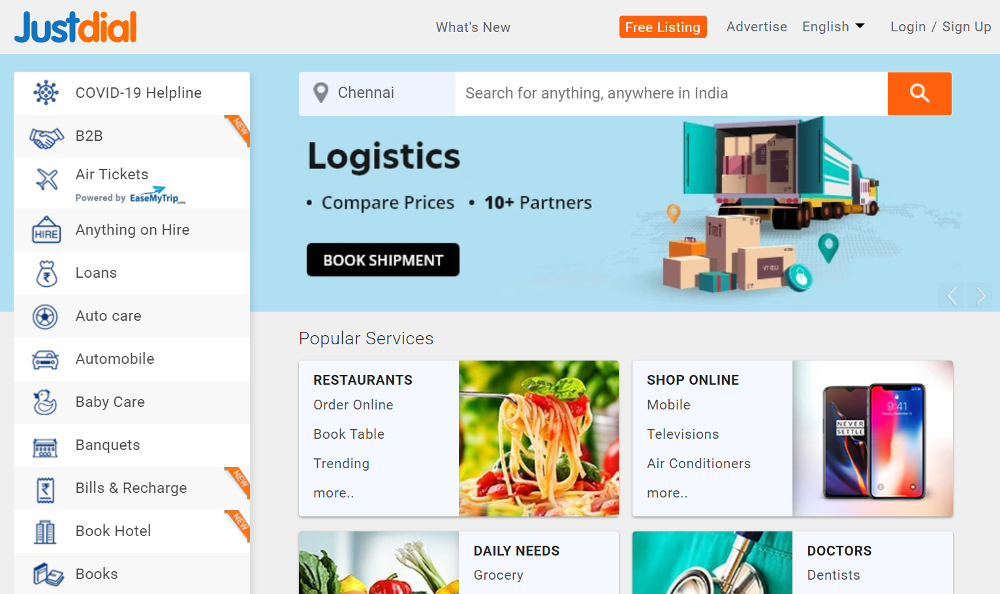 Justdial
What's New
Free Listing
Advertise
English
Login / Sign Up
COVID-19 Helpline
B2B
NEW
Air Tickets
Powered by EaseMyTrip.com
HIRE
Anything on Hire
Loans
Auto care
Automobile
Baby Care
Banquets
Bills & Recharge
NEW
Book Hotel
NEW
Books
Chennai
Search for anything, anywhere in India
Logistics
• Compare Prices • 10+ Partners
BOOK SHIPMENT
Popular Services
RESTAURANTS
Order Online
Book Table
Trending
more..
SHOP ONLINE
Mobile
Televisions
Air Conditioners
more..
NEVER
SETTLE
9:41
DAILY NEEDS
Grocery
DOCTORS
Dentists